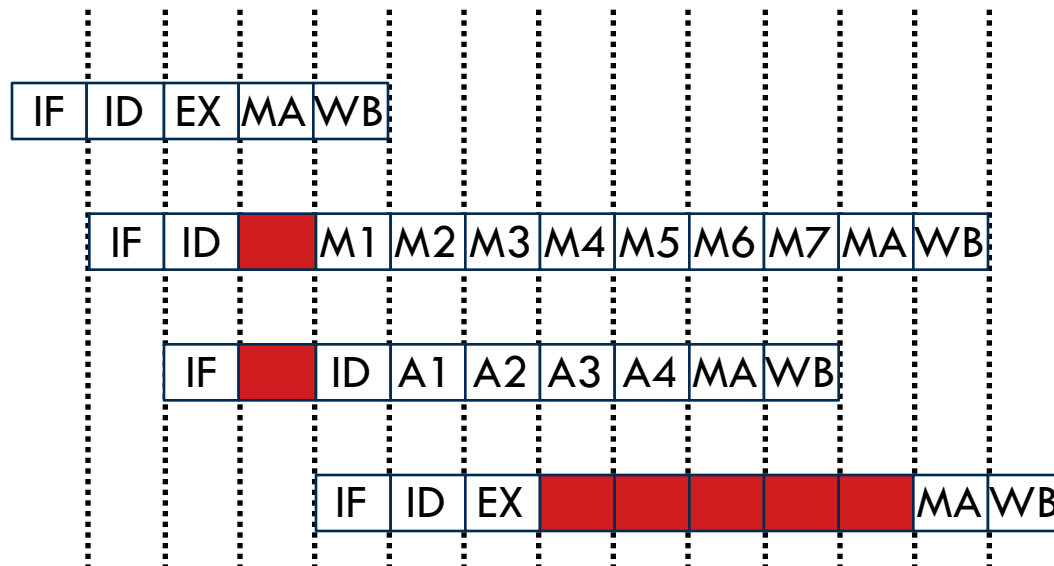 IF ID EX MA WB
IF ID M1 M2 M3 M4 M5 M6 M7 MA WB
IF ID A1 A2 A3 A4 MA WB
IF ID EX MA WB